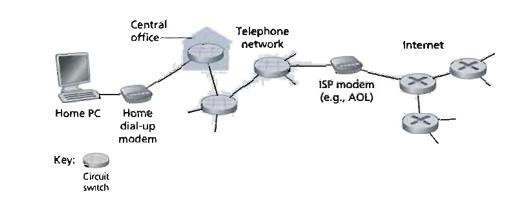 Central
office
Telephone
network
Internet
Home PC
Home
dial-up
modem
ISP modem
(e.g., AOL)
Key:
Circuit
switch